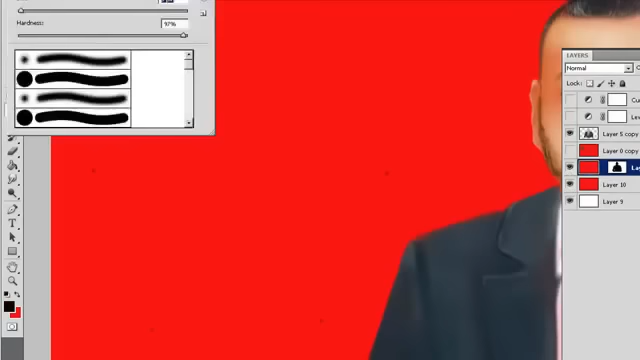 Hardness:
97%
LAYERS
Normal
Lock:
Layer 5 copy
Layer 0 copy
Layer 10
Layer 9